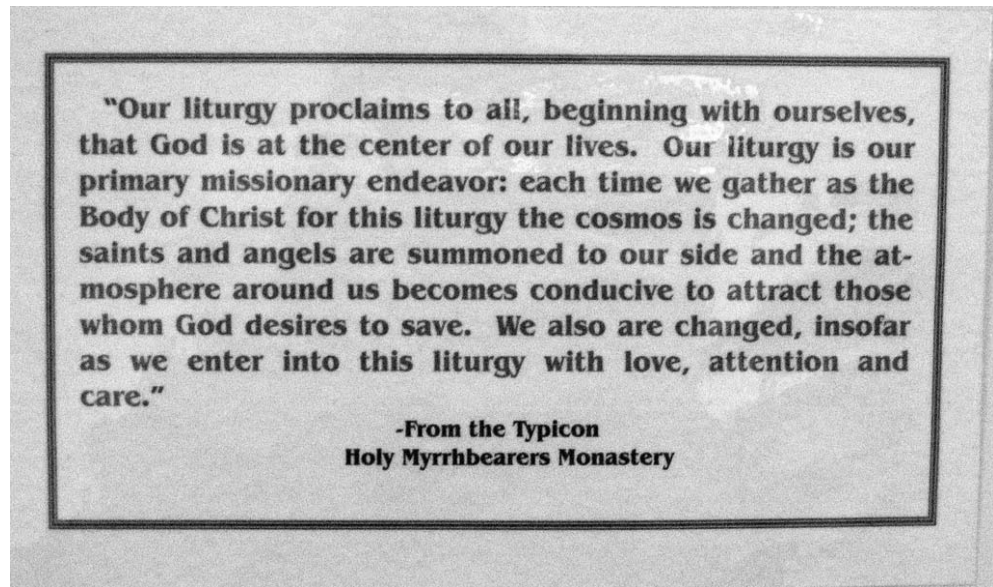 “Our liturgy proclaims to all, beginning with ourselves,
that God is at the center of our lives.  Our liturgy is our
primary missionary endeavor: each time we gather as the
Body of Christ for this liturgy the cosmos is changed; the
saints and angels are summoned to our side and the at-
mosphere around us becomes conducive to attract those
whom God desires to save.  We also are changed, insofar
as we enter into this liturgy with love, attention and
care.”
-From the Typicon
Holy Myrrhbearers Monastery